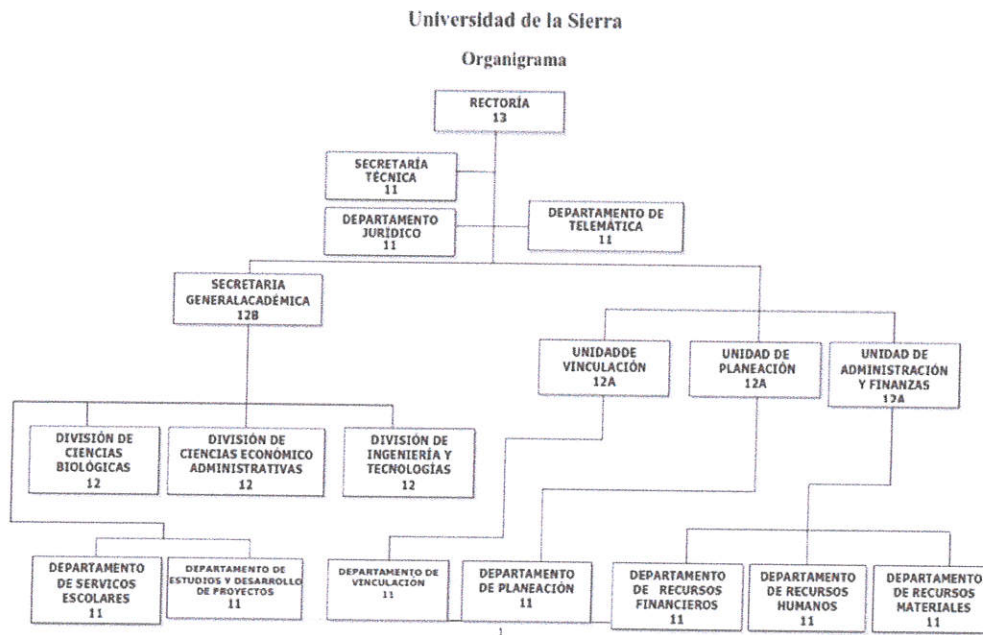 Universidad de la Sierra
Organigrama
RECTORÍA
13
SECRETARÍA
TÉCNICA
11
DEPARTAMENTO
JURÍDICO
11
DEPARTAMENTO DE
TELEMÁTICA
11
SECRETARIA
GENERALACADÉMICA
12B
UNIDADDE
VINCULACIÓN
12A
UNIDAD DE
PLANEACIÓN
12A
UNIDAD DE
ADMINISTRACIÓN
Y FINANZAS
12A
DIVISIÓN DE
CIENCIAS
BIOLÓGICAS
12
DIVISIÓN DE
CIENCIAS ECONÓMICO
ADMINISTRATIVAS
12
DIVISIÓN DE
INGENIERÍA Y
TECNOLOGÍAS
12
DEPARTAMENTO
DE SERVICOS
ESCOLARES
11
DEPARTAMENTO DE
ESTUDIOS Y DESARROLLO
DE PROYECTOS
11
DEPARTAMENTO DE
VINCULACIÓN
11
DEPARTAMENTO
DE PLANEACIÓN
11
DEPARTAMENTO
DE RECURSOS
FINANCIEROS
11
DEPARTAMENTO
DE RECURSOS
HUMANOS
11
DEPARTAMENTO
DE RECURSOS
MATERIALES
11
1